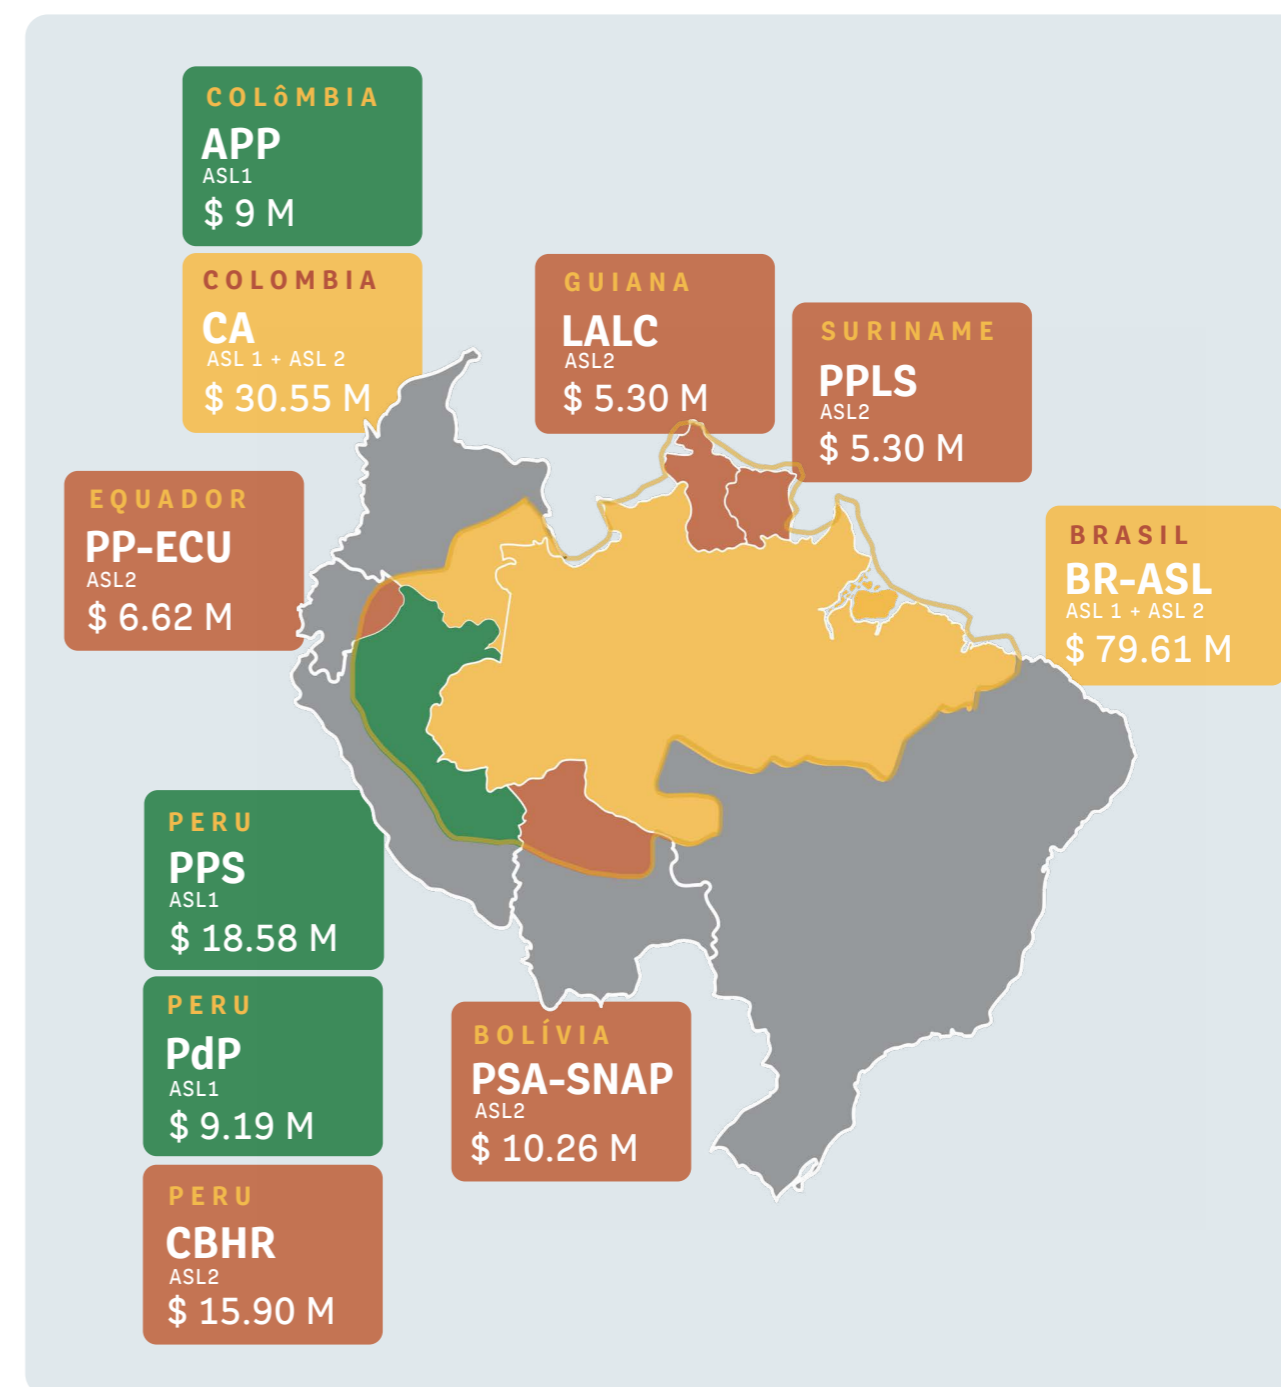 COLôMBIA
APP
ASL1
$ 9 M
COLOMBIA
CA
ASL 1 + ASL 2
$ 30.55 M
GUIANA
LALC
ASL2
$ 5.30 M
SURINAME
PPLS
ASL2
$ 5.30 M
EQUADOR
PP-ECU
ASL2
$ 6.62 M
BRASIL
BR-ASL
ASL 1 + ASL 2
$ 79.61 M
PERU
PPS
ASL1
$ 18.58 M
PERU
PdP
ASL1
$ 9.19 M
PERU
CBHR
ASL2
$ 15.90 M
BOLÍVIA
PSA-SNAP
ASL2
$ 10.26 M